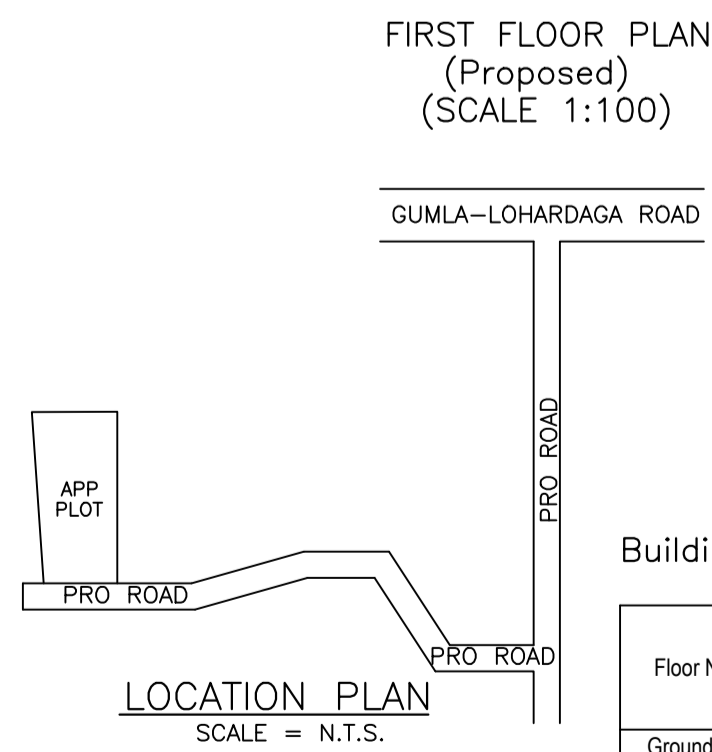 FIRST FLOOR PLAN
(Proposed)
(SCALE 1:100)
GUMLA-LOHARDAGA ROAD
PRO ROAD
APP
PLOT
PRO ROAD
PRO ROAD
LOCATION PLAN
SCALE = N.T.S.
Buildi
Floor N
Ground